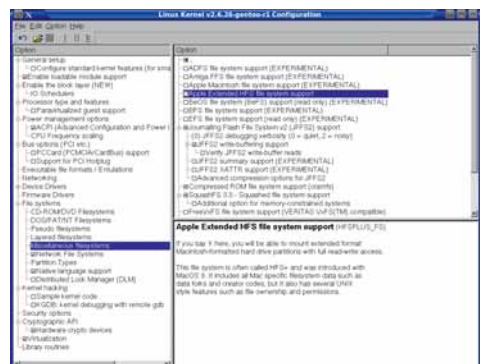 Linux Kernel v2.6.26-gentoo-r1 Configuration
File Edit Option Help
Option
General setup
Configure standard kernel features (for sma
Enable loadable module support
Enable the block layer (NEW)
IO Schedulers
Processor type and features
Paravirtualized guest support
Power management options
ACPI (Advanced Configuration and Power I
CPU Frequency scaling
Bus options (PCI etc.)
PCCard (PCMCIA/CardBus) support
Support for PCI Hotplug
Executable file formats / Emulations
Networking
Device Drivers
Firmware Drivers
File systems
CD-ROM/DVD Filesystems
DOS/FAT/NT Filesystems
Pseudo filesystems
Layered filesystems
Miscellaneous filesystems
Network File Systems
Partition Types
Native language support
Distributed Lock Manager (DLM)
Kernel hacking
Sample kernel code
KGDB: kernel debugging with remote gdb
Security options
Cryptographic API
Hardware crypto devices
Virtualization
Library routines
Option
..
ADFS file system support (EXPERIMENTAL)
Amiga FFS file system support (EXPERIMENTAL)
Apple Macintosh file system support (EXPERIMENTAL)
Apple Extended HFS file system support
BeOS file system (BeFS) support (read only) (EXPERIMENTAL)
BFS file system support (EXPERIMENTAL)
EFS file system support (read only) (EXPERIMENTAL)
Journalling Flash File System v2 (JFFS2) support
(0) JFFS2 debugging verbosity (0 = quiet, 2 = noisy)
JFFS2 write-buffering support
Verify JFFS2 write-buffer reads
JFFS2 summary support (EXPERIMENTAL)
JFFS2 XATTR support (EXPERIMENTAL)
Advanced compression options for JFFS2
Compressed ROM file system support (cramfs)
SquashFS 3.3 - Squashed file system support
Additional option for memory-constrained systems
FreeVxFS file system support (VERITAS VxFS(TM) compatible)
Apple Extended HFS file system support (HFSPLUS_FS)
If you say Y here, you will be able to mount extended format
Macintosh-formatted hard drive partitions with full read-write access.
This file system is often called HFS+ and was introduced with
MacOS 8. It includes all Mac specific filesystem data such as
data forks and creator codes, but it also has several UNIX
style features such as file ownership and permissions.